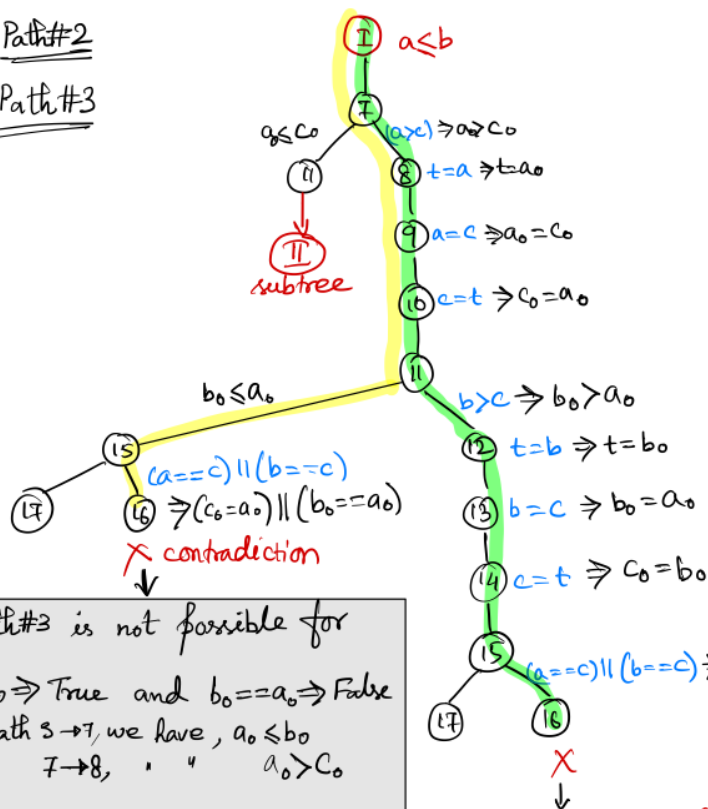 Path#2
Path#3
I a≤b
7
a₀≤c₀ (a>c) ⇒ a₀>c₀
11 8 t=a ⇒ t=a₀
II 9 a=c ⇒ a₀=c₀
subtree
10 c=t ⇒ c₀=a₀
11
b₀≤a₀ b>c ⇒ b₀>a₀
15 12 t=b ⇒ t=b₀
(a==c)||(b==c)
17 16 ⇒(c₀=a₀)||(b₀==a₀) 13 b=c ⇒ b₀=a₀
X contradiction
14 c=t ⇒ c₀=b₀
th#3 is not possible for
15 (a==c)||(b==c) ⇒
⇒ True and b₀==a₀ ⇒ False
ath 3→7, we have, a₀≤b₀
17 16
7→8, " " a₀>c₀
X